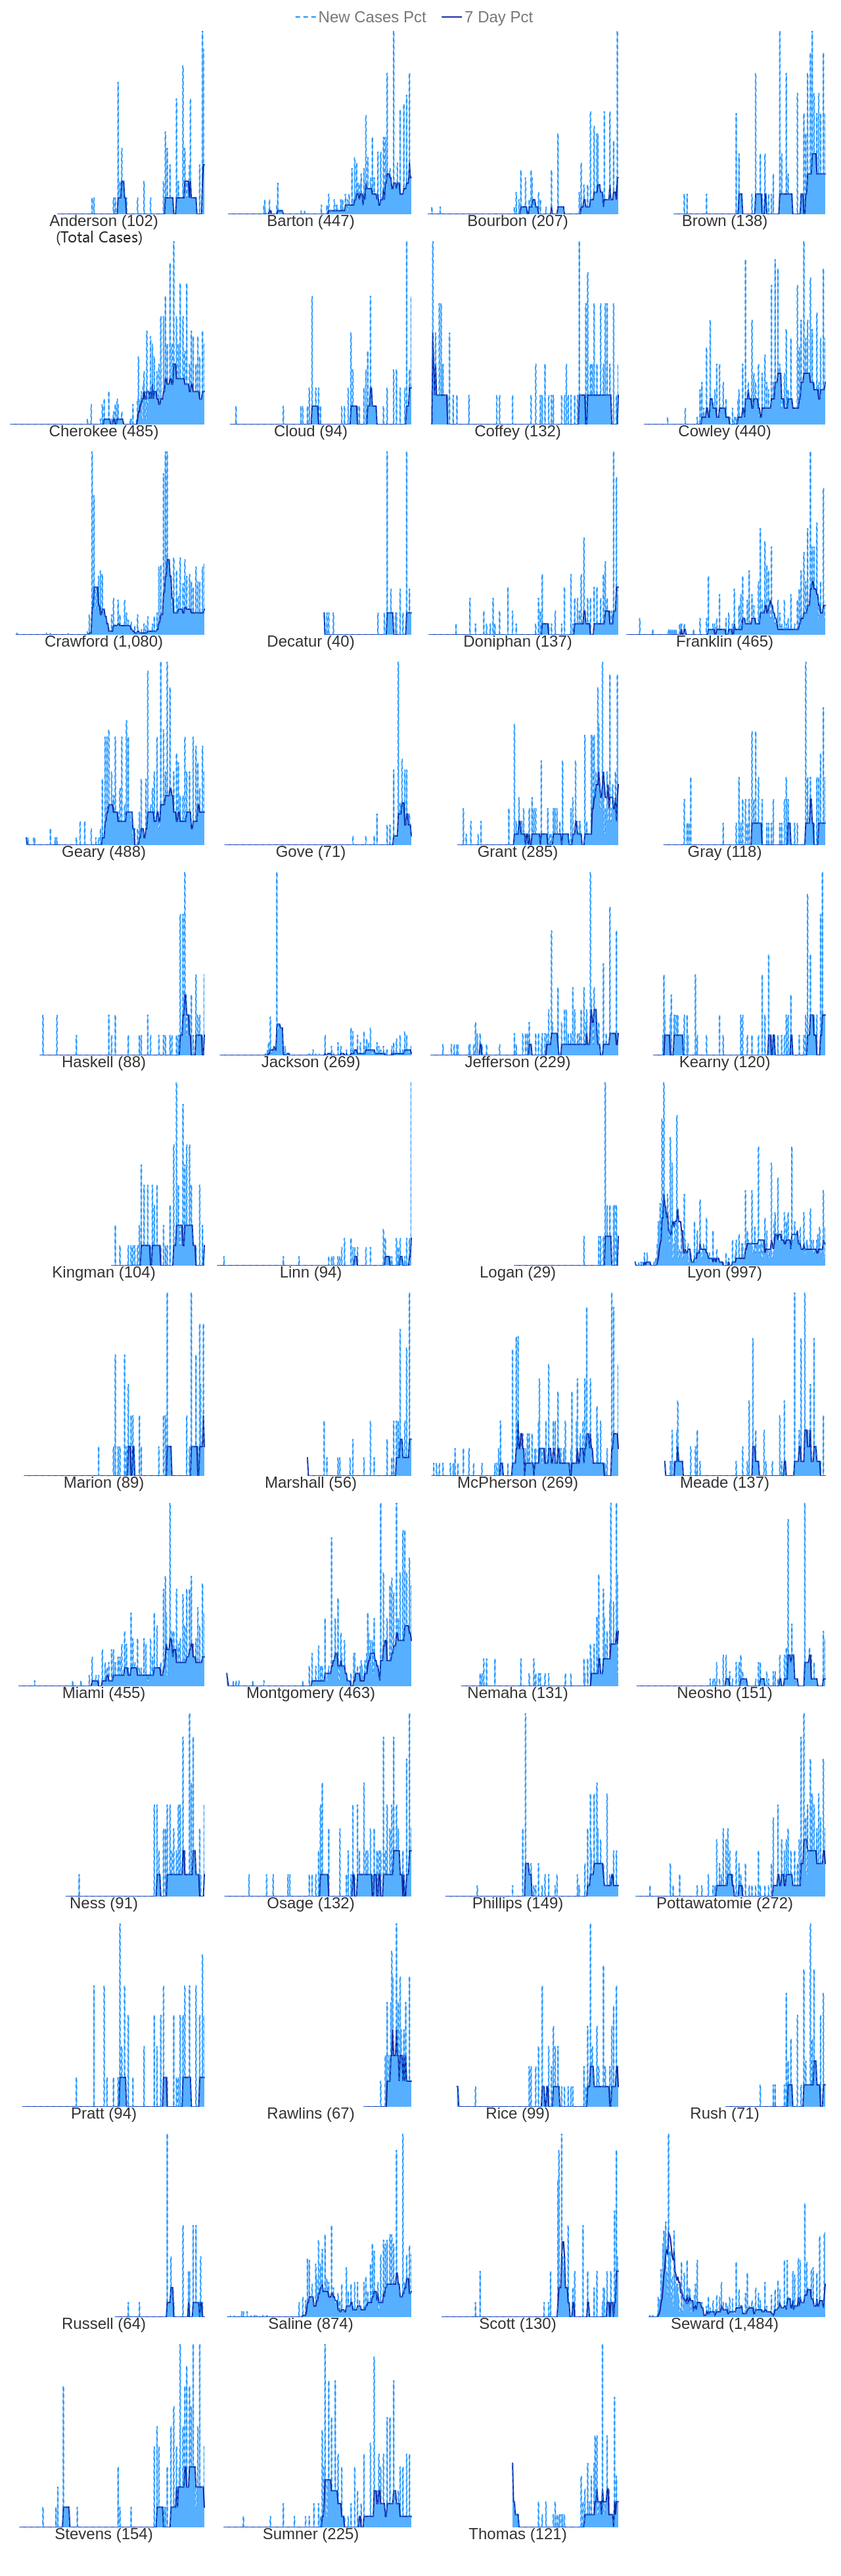 New Cases Pct 7 Day Pct
Anderson (102) Barton (447) Bourbon (207) Brown (138)
(Total Cases)
Cherokee (485) Cloud (94) Coffey (132) Cowley (440)
Crawford (1,080) Decatur (40) Doniphan (137) Franklin (465)
Geary (488) Gove (71) Grant (285) Gray (118)
Haskell (88) Jackson (269) Jefferson (229) Kearny (120)
Kingman (104) Linn (94) Logan (29) Lyon (997)
Marion (89) Marshall (56) McPherson (269) Meade (137)
Miami (455) Montgomery (463) Nemaha (131) Neosho (151)
Ness (91) Osage (132) Phillips (149) Pottawatomie (272)
Pratt (94) Rawlins (67) Rice (99) Rush (71)
Russell (64) Saline (874) Scott (130) Seward (1,484)
Stevens (154) Sumner (225) Thomas (121)